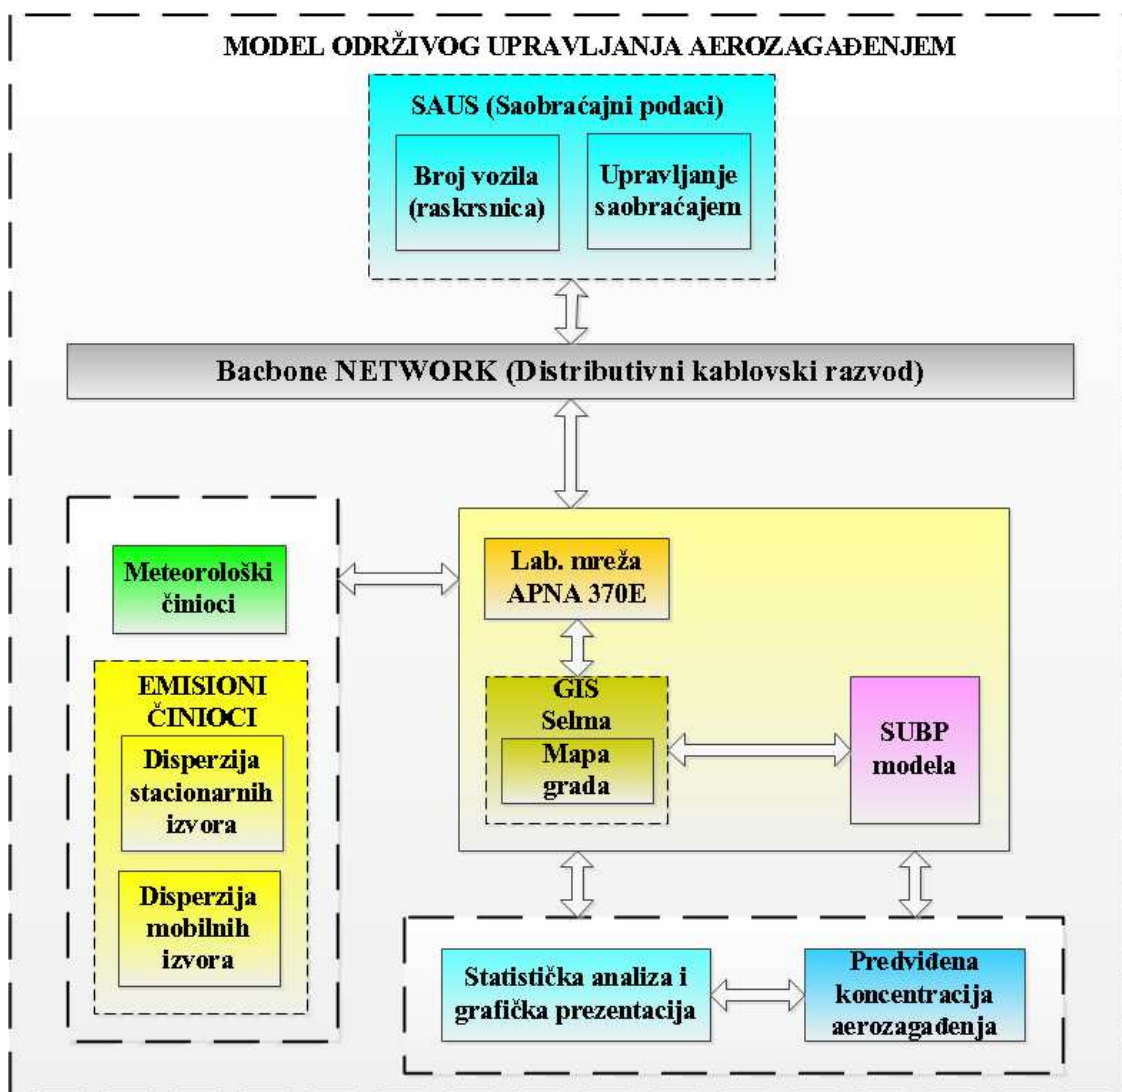 MODEL ODRŽIVOG UPRAVLJANJA AEROZAGAĐENJEM
SAUS (Saobraćajni podaci)
Broj vozila
(raskrsnica)
Upravljanje
saobraćajem
Bacbone NETWORK (Distributivni kablovski razvod)
Meteorološki
činioci
EMISIONI
ČINIOCI
Disperzija
stacionarnih
izvora
Disperzija
mobilnih
izvora
Lab. mreža
APNA 370E
GIS
Selma
Mapa
grada
SUBP
modela
Statistička analiza i
grafička prezentacija
Predviđena
koncentracija
aerozagađenja